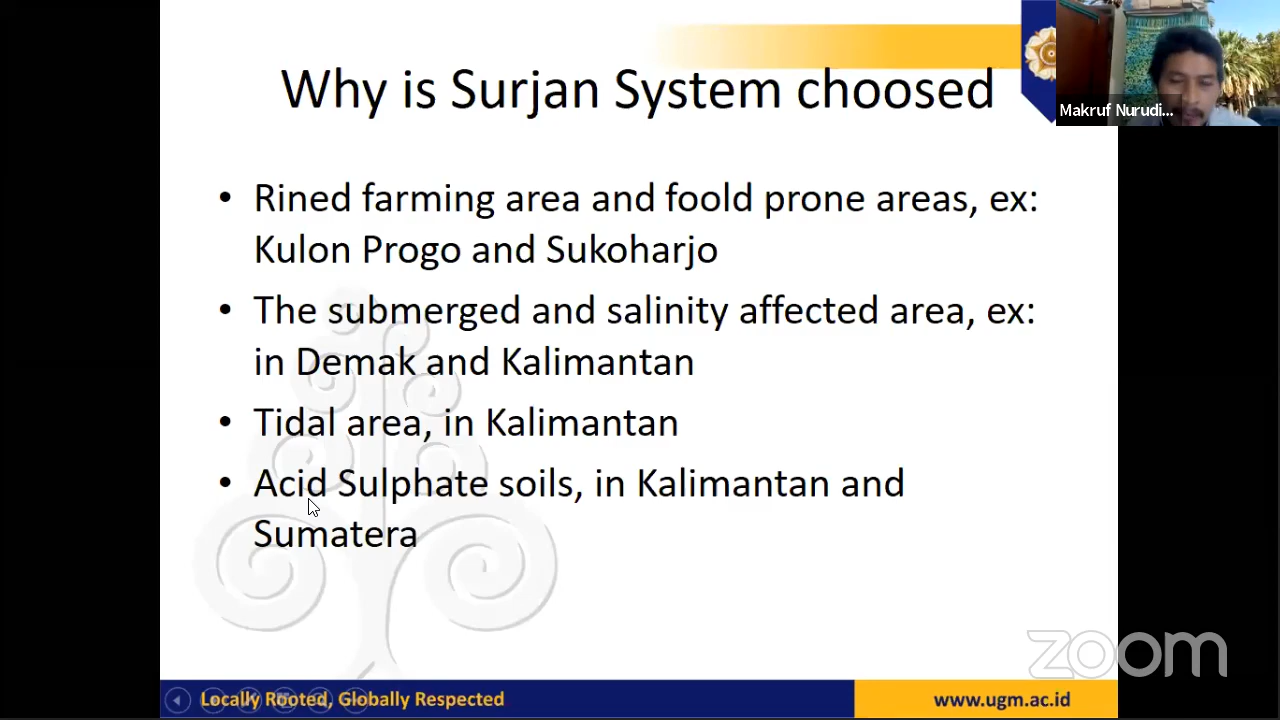 Why is Surjan System choosed
Makruf Nurudi...
• Rined farming area and foold prone areas, ex:
Kulon Progo and Sukoharjo
• The submerged and salinity affected area, ex:
in Demak and Kalimantan
• Tidal area, in Kalimantan
• Acid Sulphate soils, in Kalimantan and
Sumatera
zoom
Locally Rooted, Globally Respected
www.ugm.ac.id